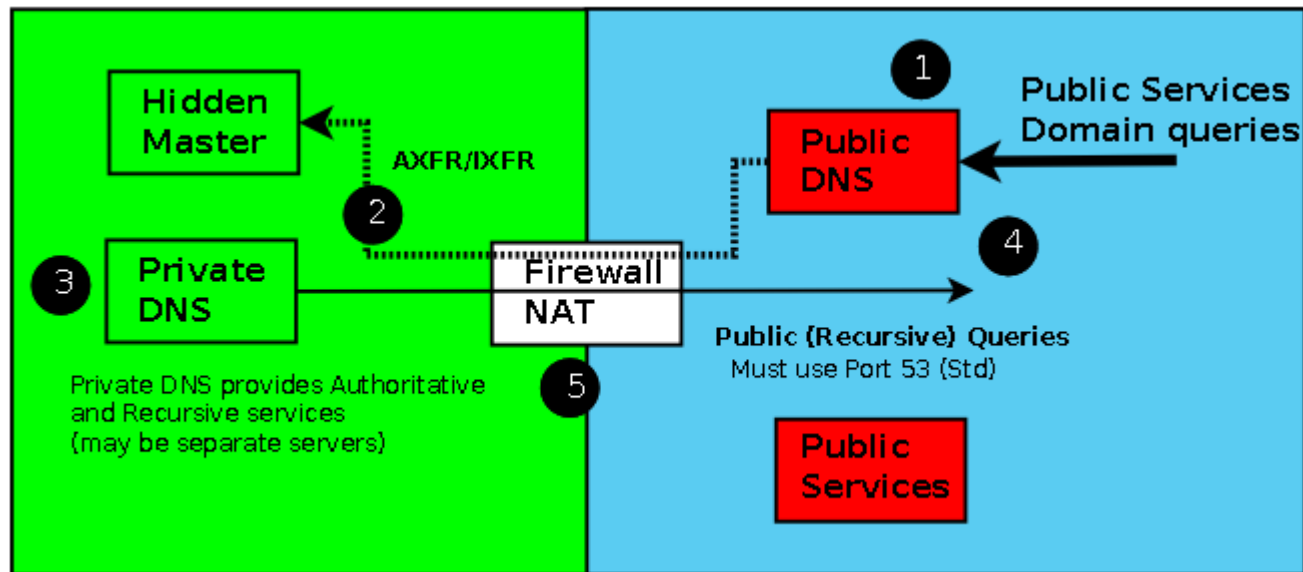 Hidden
Master
AXFR/IXFR
2
3
Private
DNS
Private DNS provides Authoritative
and Recursive services
(may be separate servers)
Firewall
NAT
5
1
Public
DNS
Public Services
Domain queries
4
Public (Recursive) Queries
Must use Port 53 (Std)
Public
Services